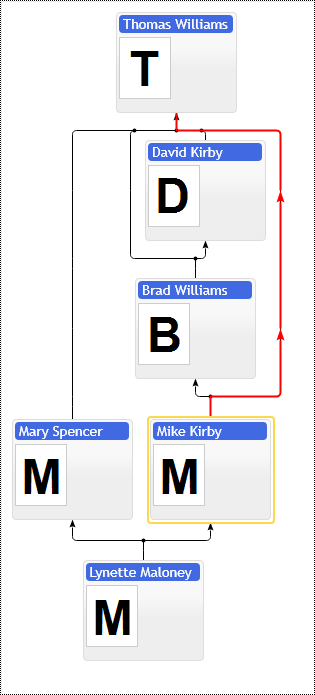 Thomas Williams
T
David Kirby
D
Brad Williams
B
Mary Spencer
M
Mike Kirby
M
Lynette Maloney
M